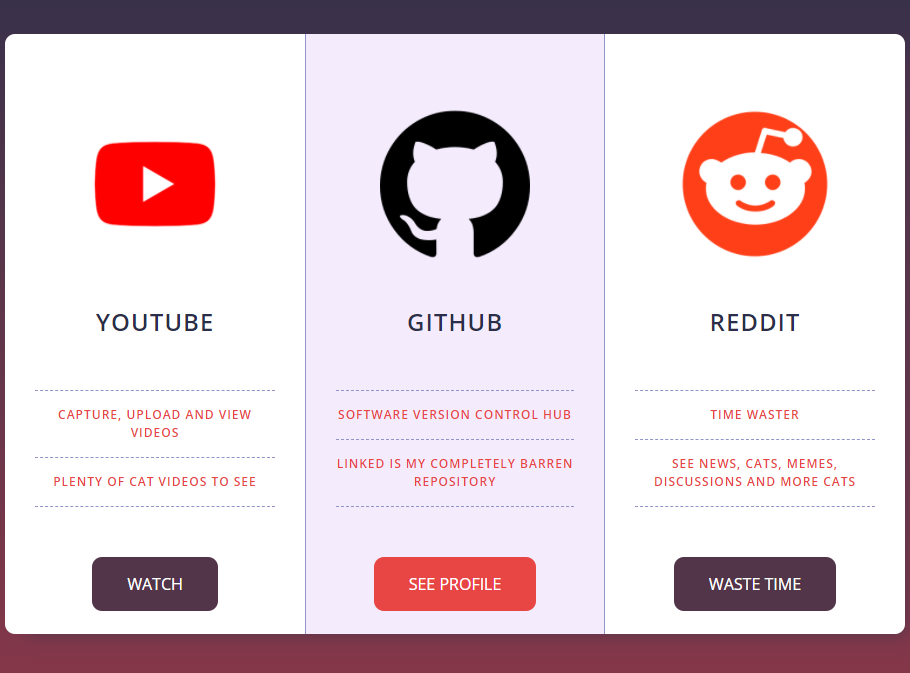 YOUTUBE
CAPTURE, UPLOAD AND VIEW
VIDEOS
PLENTY OF CAT VIDEOS TO SEE
WATCH
GITHUB
SOFTWARE VERSION CONTROL HUB
LINKED IS MY COMPLETELY BARREN
REPOSITORY
SEE PROFILE
REDDIT
TIME WASTER
SEE NEWS, CATS, MEMES,
DISCUSSIONS AND MORE CATS
WASTE TIME